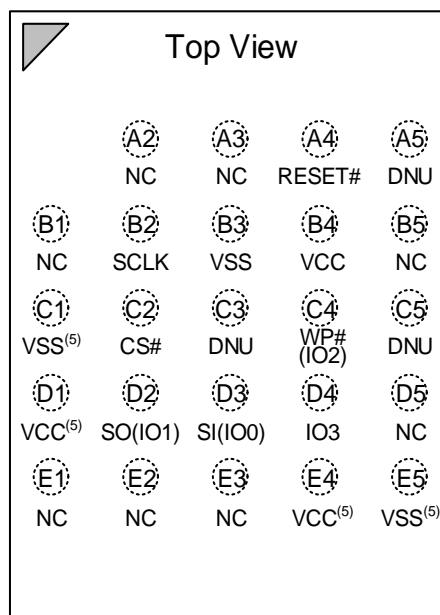 Top View
A2 A3 A4 A5
NC NC RESET# DNU
B1 B2 B3 B4 B5
NC SCLK VSS VCC NC
C1 C2 C3 C4 C5
VSS(5) CS# DNU WP# DNU
(IO2)
D1 D2 D3 D4 D5
VCC(5) SO(IO1) SI(IO0) IO3 NC
E1 E2 E3 E4 E5
NC NC NC VCC(5) VSS(5)